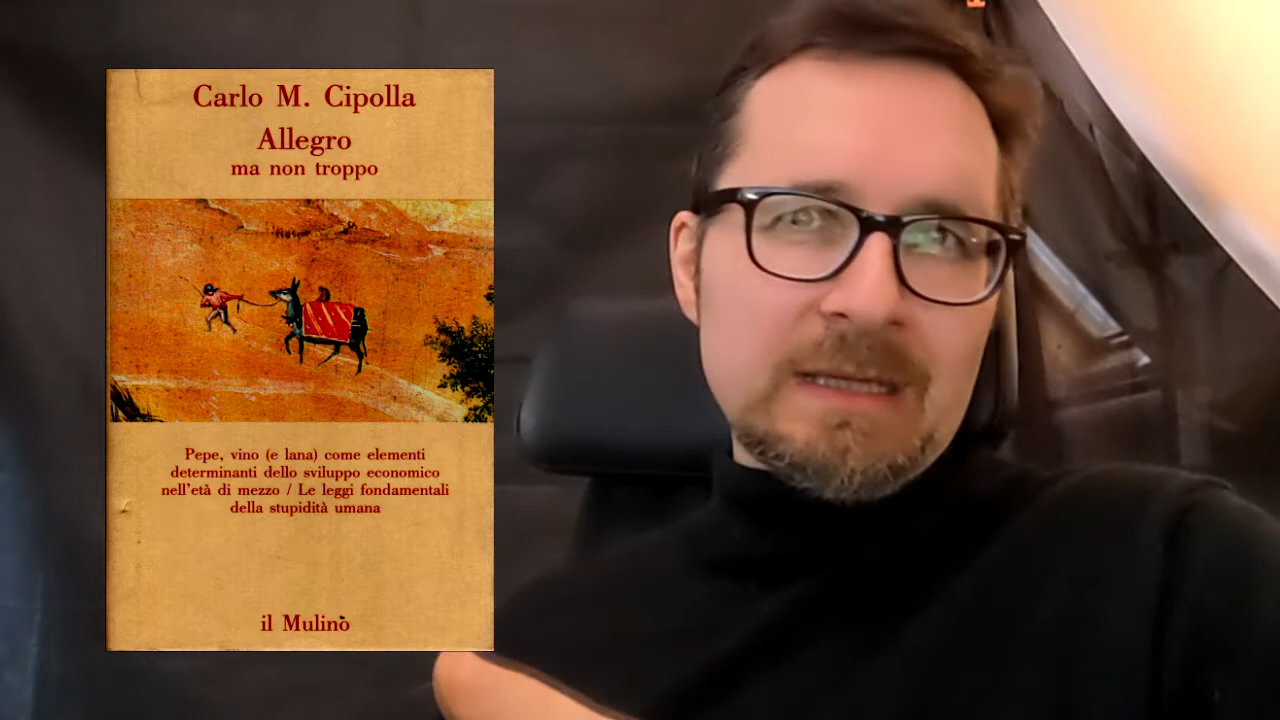 Carlo M. Cipolla
Allegro
ma non troppo
Pepe, vino (e lana) come elementi
determinanti dello sviluppo economico
nell'età di mezzo / Le leggi fondamentali
della stupidità umana
il Mulino